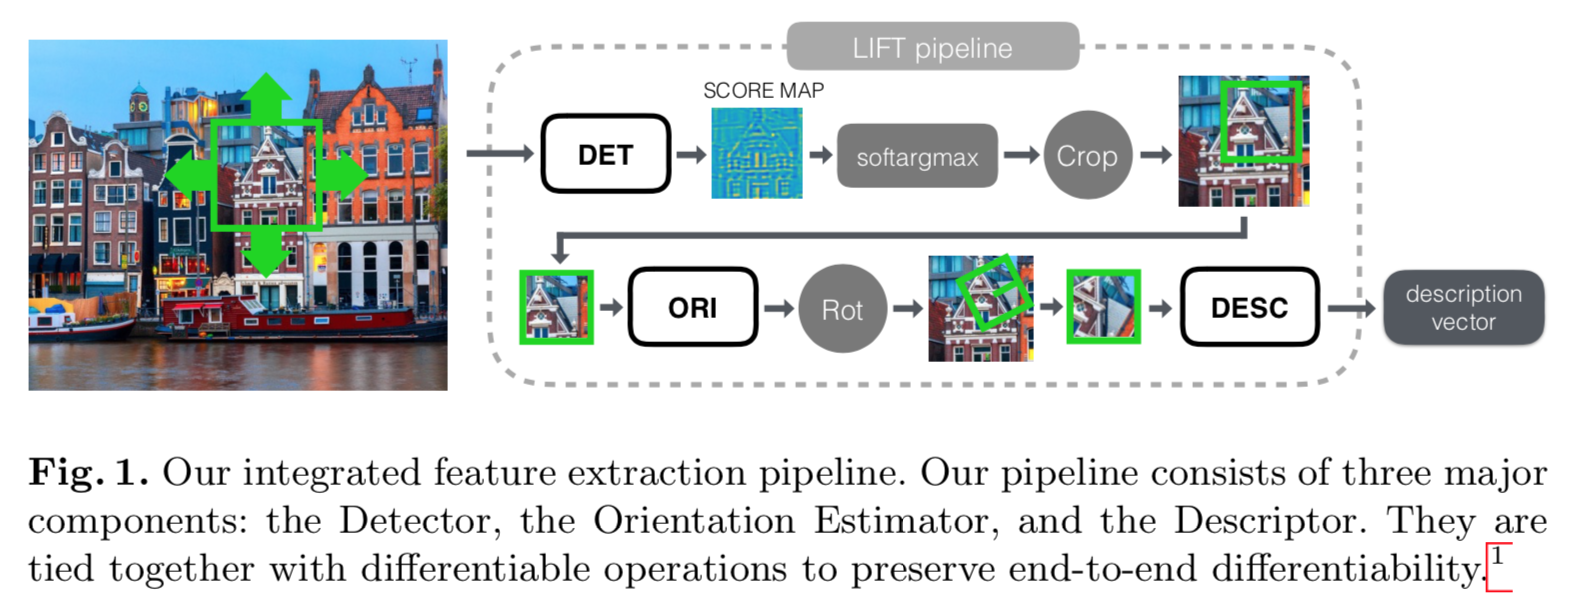 LIFT pipeline
SCORE MAP
DET
softargmax
Crop
ORI
Rot
DESC
description
vector
Fig. 1. Our integrated feature extraction pipeline. Our pipeline consists of three major
components: the Detector, the Orientation Estimator, and the Descriptor. They are
tied together with differentiable operations to preserve end-to-end differentiability.1